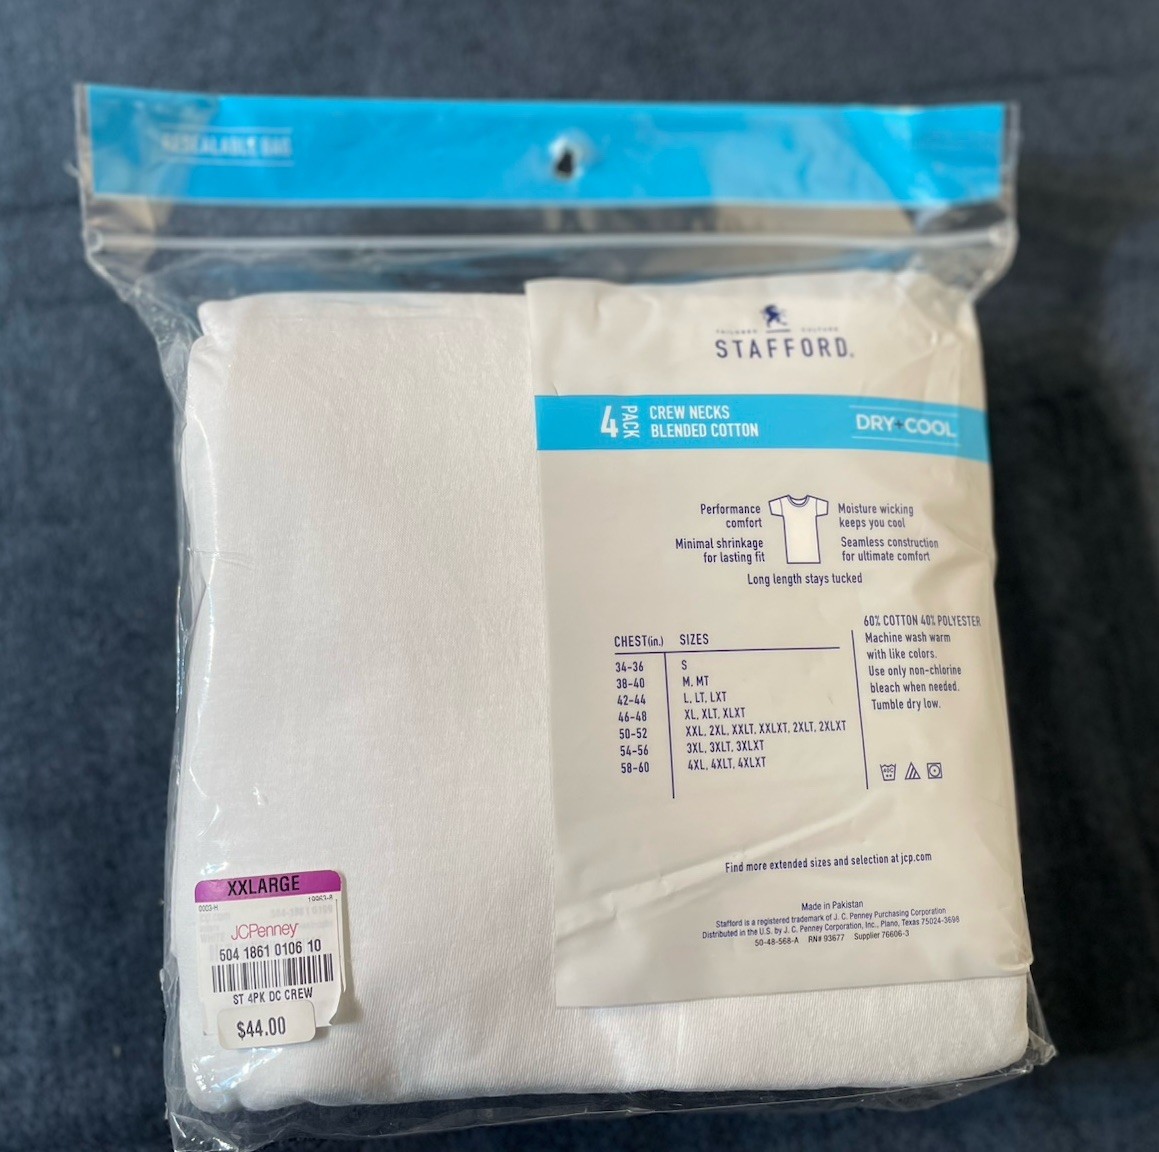 RESEALABLE BAG
TAILORED CULTURE
STAFFORD.
4 PACK
CREW NECKS
BLENDED COTTON
DRY+COOL
Performance
comfort
Moisture wicking
keeps you cool
Minimal shrinkage
for lasting fit
Seamless construction
for ultimate comfort
Long length stays tucked
CHEST(in.) SIZES
34-36 S
38-40 M, MT
42-44 L, LT, LXT
46-48 XL, XLT, XLXT
50-52 XXL, 2XL, XXLT, XXLXT, 2XLT, 2XLXT
54-56 3XL, 3XLT, 3XLXT
58-60 4XL, 4XLT, 4XLXT
60% COTTON 40% POLYESTER
Machine wash warm
with like colors.
Use only non-chlorine
bleach when needed.
Tumble dry low.
Find more extended sizes and selection at jcp.com
Made in Pakistan
Stafford is a registered trademark of J. C. Penney Purchasing Corporation
Distributed in the U.S. by J. C. Penney Corporation, Inc., Plano, Texas 75024-3698
50-48-568-A RN# 93677 Supplier 76606-3
XXLARGE
0003-H
JCPenney
504 1861 0106 10
ST 4PK DC CREW
$44.00